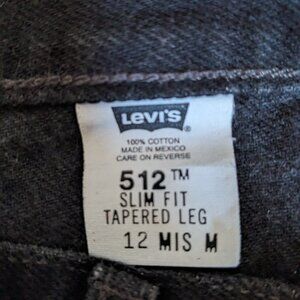 LEVI'S®
100% COTTON
MADE IN MEXICO
CARE ON REVERSE
512™
SLIM FIT
TAPERED LEG
12 MIS M